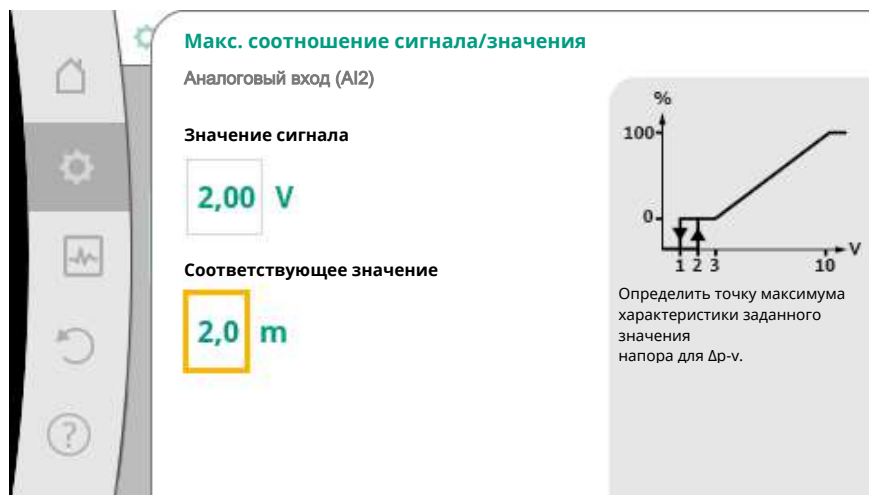 Макс. соотношение сигнала/значения
Аналоговый вход (AI2)
Значение сигнала
2,00 V
Соответствующее значение
2,0 m
%
100
0
1 2 3 10 V
Определить точку максимума
характеристики заданного
значения
напора для Δp-v.
?